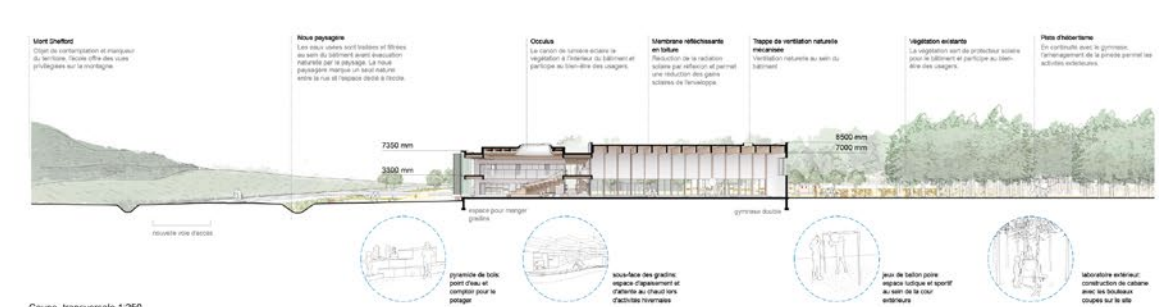 Mont Shefford
Objet de contemplation et marqueur
du territoire, l'école offre des vues
privilégiées sur la montagne.
Noue paysagère
Les eaux usées sont traitées et filtrées
au sein du bâtiment avant évacuation
naturelle par le paysage. La noue
paysagère marque un seuil naturel
entre la rue et l'espace dédié à l'école.
Occulus
Le canon de lumière éclaire la
végétation à l'intérieur du bâtiment et
participe au bien-être des usagers.
Membrane réfléchissante
en toiture
Réduction de la radiation
solaire par réflexion et permet
une réduction des gains
solaires de l'enveloppe.
Trappe de ventilation naturelle
mécanisée
Ventilation naturelle au sein du
bâtiment
Végétation existante
La végétation sert de protecteur solaire
pour le bâtiment et participe au bien-
être des usagers.
Piste d'hébertisme
En continuité avec le gymnase,
l'aménagement de la pinède permet les
activités extérieures.
7350 mm
3300 mm
8500 mm
7000 mm
nouvelle voie d'accès
espace pour manger
gradins
gymnase double
pyramide de bois:
point d'eau et
comptoir pour le
potager
sous-face des gradins:
espace d'apaisement et
d'attente au chaud lors
d'activités hivernales
jeux de ballon poire:
espace ludique et sportif
au sein de la cour
extérieure
laboratoire extérieur:
construction de cabane
avec les bouleaux
coupés sur le site
Coupe transversale 1:250